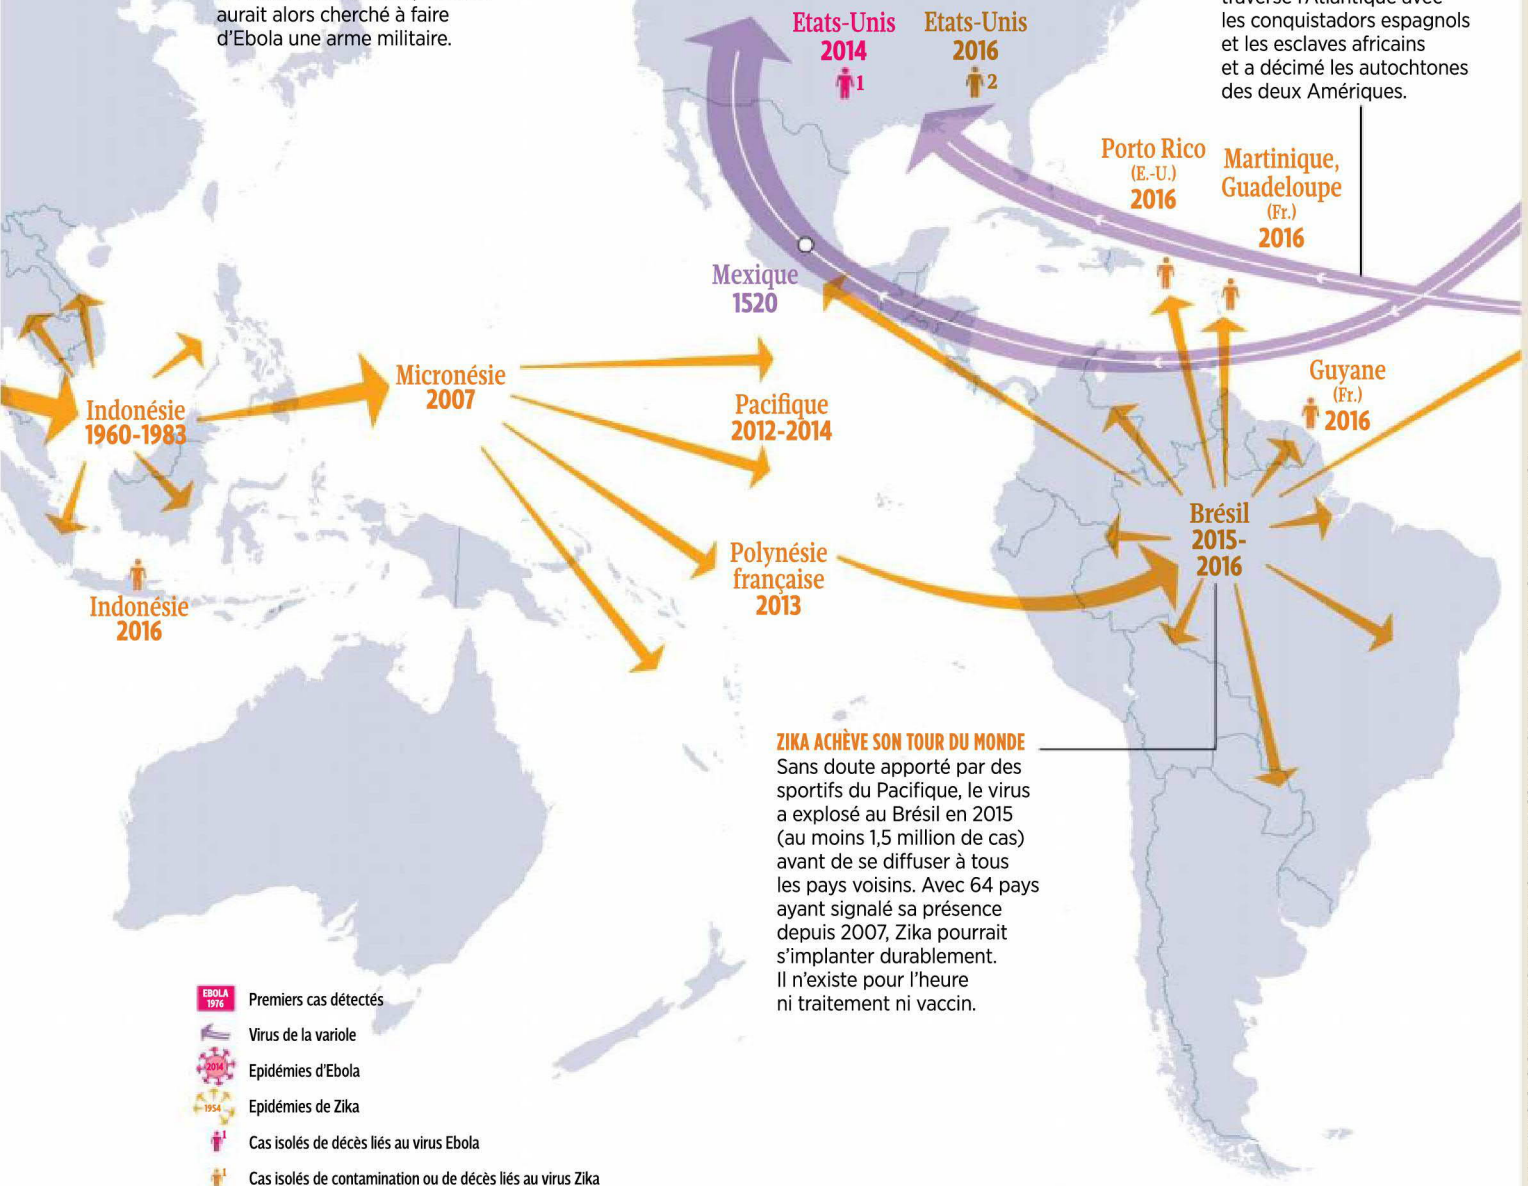 aurait alors cherché à faire
d'Ebola une arme militaire.
Etats-Unis
2014
1
Etats-Unis
2016
2
traversé l'Atlantique avec
les conquistadors espagnols
et les esclaves africains
et a décimé les autochtones
des deux Amériques.
Porto Rico
(E.-U.)
2016
Martinique,
Guadeloupe
(Fr.)
2016
Mexique
1520
Guyane
(Fr.)
2016
Indonésie
1960-1983
Micronésie
2007
Pacifique
2012-2014
Brésil
2015-
2016
Polynésie
française
2013
Indonésie
2016
ZIKA ACHÈVE SON TOUR DU MONDE
Sans doute apporté par des
sportifs du Pacifique, le virus
a explosé au Brésil en 2015
(au moins 1,5 million de cas)
avant de se diffuser à tous
les pays voisins. Avec 64 pays
ayant signalé sa présence
depuis 2007, Zika pourrait
s'implanter durablement.
Il n'existe pour l'heure
ni traitement ni vaccin.
EBOLA
1976
Premiers cas détectés
Virus de la variole
2014
Epidémies d'Ebola
1954
Epidémies de Zika
1
Cas isolés de décès liés au virus Ebola
1
Cas isolés de contamination ou de décès liés au virus Zika